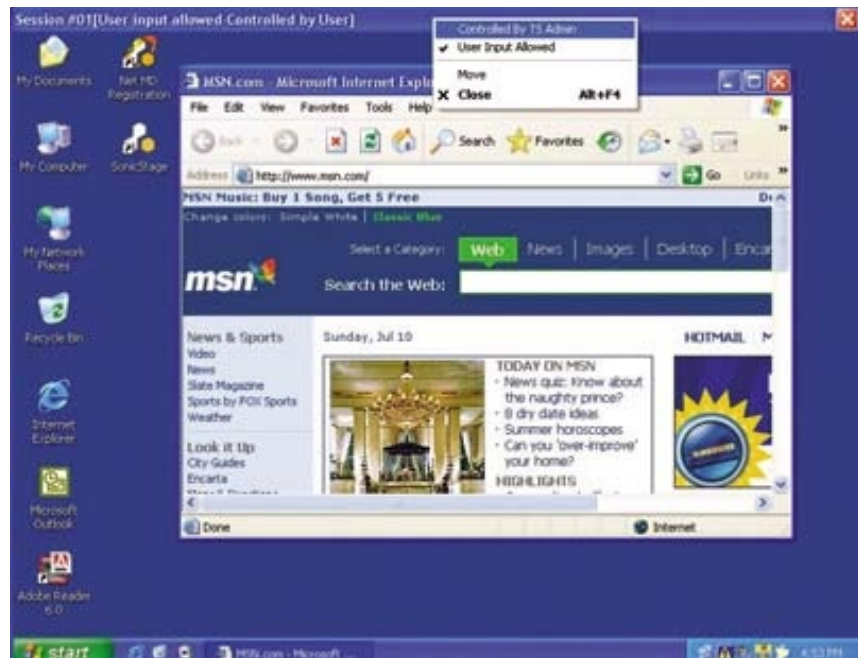 Session #01[User input allowed-Controlled by User]
Controlled By TS Admin
User Input Allowed
Move
Close Alt+F4
My Documents
Net MD
Registration
My Computer
SonicStage
My Network
Places
Recycle Bin
Internet
Explorer
Microsoft
Outlook
Adobe Reader
6.0
MSN.com - Microsoft Internet Explo
File Edit View Favorites Tools Help
Back Search Favorites
Address http://www.msn.com/ Go Links
MSN Music: Buy 1 Song, Get 5 Free
Change colors: Simple White | Classic Blue
Select a Category: Web News | Images | Desktop | Encar
msn
Search the Web:
News & Sports
Video
News
Slate Magazine
Sports by FOX Sports
Weather
Look it Up
City Guides
Encarta
Sunday, Jul 10
HOTMAIL M
TODAY ON MSN
- News quiz: Know about
the naughty prince?
- 8 dry date ideas
- Summer horoscopes
- Can you 'over-improve'
your home?
HIGHLIGHTS
Done Internet
start
MSN.com - Microsoft ...
4:53 PM